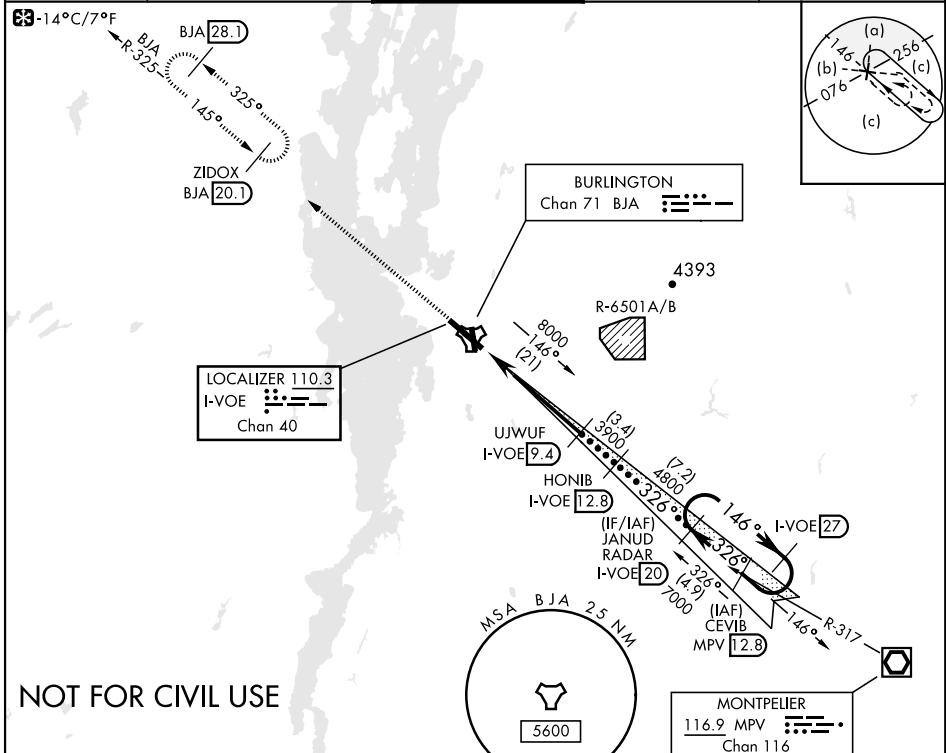 -14°C/7°F
BJA 28.1
BJA
R-325
325°
145°
ZIDOX
BJA 20.1
146
(a)
256
(b)
(c)
076
(c)
BURLINGTON
Chan 71 BJA
4393
R-6501A/B
8000
146°
(21)
LOCALIZER 110.3
I-VOE
Chan 40
UJWUF
I-VOE 9.4
(3.4)
3900
HONIB
I-VOE 12.8
(7.2)
4800
326°
(IF/IAF)
JANUD
RADAR
I-VOE 20
146°
326°
I-VOE 27
326°
(4.9)
7000
(IAF)
CEVIB
MPV 12.8
146°
R-317
MSA BJA 25 NM
5600
NOT FOR CIVIL USE
MONTPELIER
116.9 MPV
Chan 116